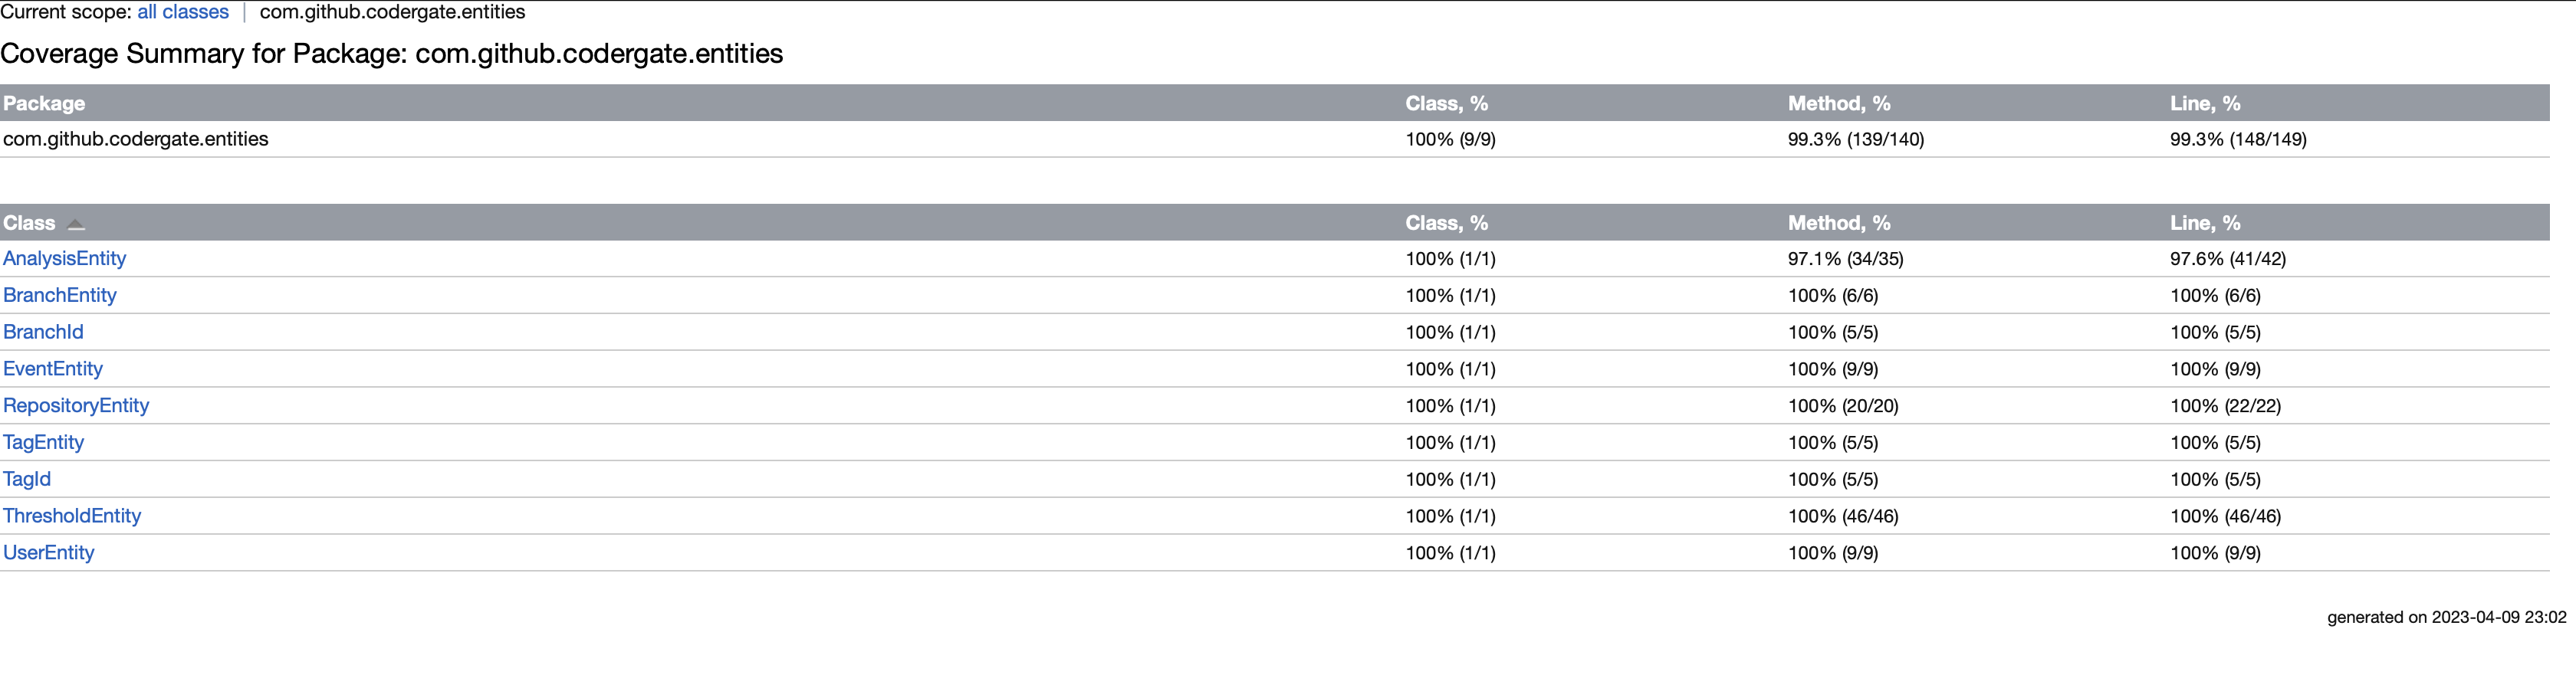 Current scope: all classes | com.github.codergate.entities
Coverage Summary for Package: com.github.codergate.entities
Package Class, % Method, % Line, %
com.github.codergate.entities 100% (9/9) 99.3% (139/140) 99.3% (148/149)
Class Class, % Method, % Line, %
AnalysisEntity 100% (1/1) 97.1% (34/35) 97.6% (41/42)
BranchEntity 100% (1/1) 100% (6/6) 100% (6/6)
BranchId 100% (1/1) 100% (5/5) 100% (5/5)
EventEntity 100% (1/1) 100% (9/9) 100% (9/9)
RepositoryEntity 100% (1/1) 100% (20/20) 100% (22/22)
TagEntity 100% (1/1) 100% (5/5) 100% (5/5)
TagId 100% (1/1) 100% (5/5) 100% (5/5)
ThresholdEntity 100% (1/1) 100% (46/46) 100% (46/46)
UserEntity 100% (1/1) 100% (9/9) 100% (9/9)
generated on 2023-04-09 23:02